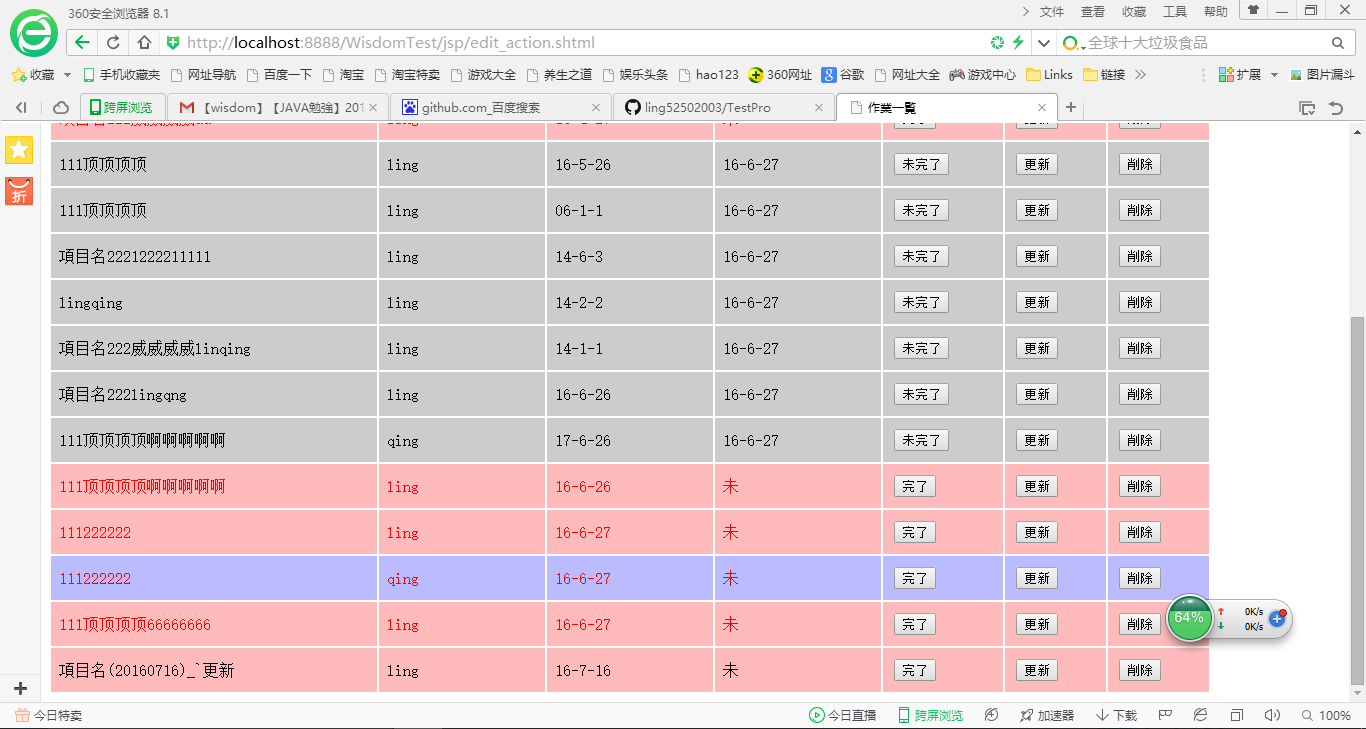 360安全浏览器 8.1
文件 查看 收藏 工具 帮助
http://localhost:8888/WisdomTest/jsp/edit_action.shtml
全球十大垃圾食品
收藏 手机收藏夹 网址导航 百度一下 淘宝 淘宝特卖 游戏大全 养生之道 娱乐头条 hao123 360网址 谷歌 网址大全 游戏中心 Links 链接 扩展 图片漏斗
跨屏浏览 【wisdom】【JAVA勉強】201 github.com_百度搜索 ling52502003/TestPro 作業一覧
折
111顶顶顶顶 ling 16-5-26 16-6-27 未完了 更新 削除
111顶顶顶顶 ling 06-1-1 16-6-27 未完了 更新 削除
項目名2221222211111 ling 14-6-3 16-6-27 未完了 更新 削除
lingqing ling 14-2-2 16-6-27 未完了 更新 削除
項目名222威威威威linqing ling 14-1-1 16-6-27 未完了 更新 削除
項目名222lingqng ling 16-6-26 16-6-27 未完了 更新 削除
111顶顶顶顶啊啊啊啊啊 qing 17-6-26 16-6-27 未完了 更新 削除
111顶顶顶顶啊啊啊啊啊 ling 16-6-26 未 完了 更新 削除
111222222 ling 16-6-27 未 完了 更新 削除
111222222 qing 16-6-27 未 完了 更新 削除
111顶顶顶顶66666666 ling 16-6-27 未 完了 更新 削除
64% 0K/s
0K/s
項目名(20160716)_`更新 ling 16-7-16 未 完了 更新 削除
今日特卖 今日直播 跨屏浏览 加速器 下载 100%